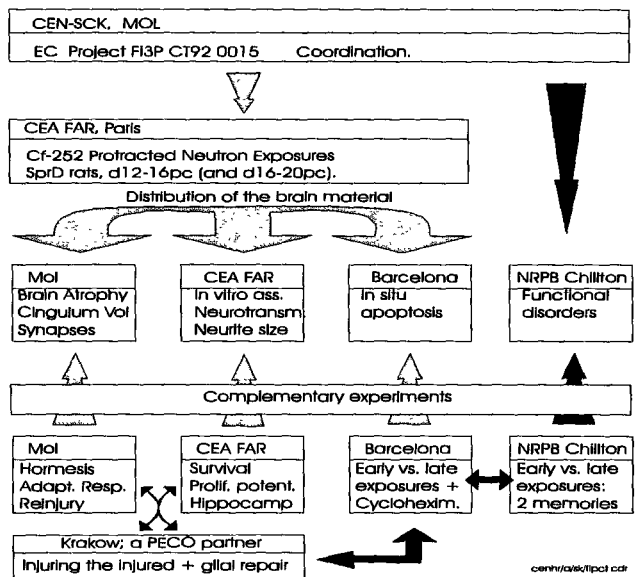 CEN-SCK, MOL
EC Project FI3P CT92 0015 Coordination.
CEA FAR, Paris
Cf-252 Protracted Neutron Exposures
SprD rats, d12-16pc (and d16-20pc).
Distribution of the brain material
Mol
Brain Atrophy
Cingulum Vol
Synapses
CEA FAR
In vitro ass.
Neurotransm
Neurite size
Barcelona
In situ
apoptosis
NRPB Chillton
Functional
disorders
Complementary experiments
Mol
Hormesis
Adapt. Resp.
Reinjury
CEA FAR
Survival
Prolif. potent.
Hippocamp
Barcelona
Early vs. late
exposures +
Cyclohexim.
NRPB Chillton
Early vs. late
exposures:
2 memories
Krakow; a PECO partner
Injuring the injured + glial repair